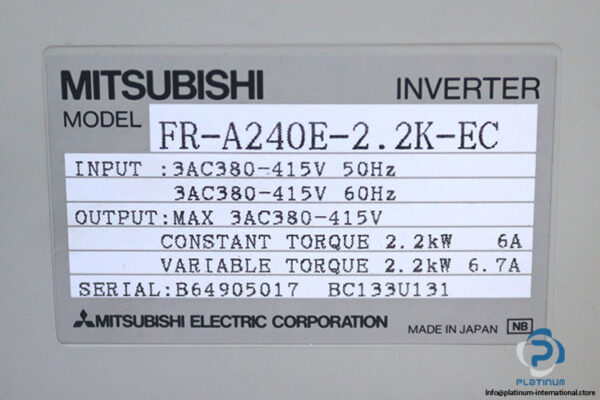 MITSUBISHI INVERTER
MODEL FR-A240E-2.2K-EC
INPUT :3AC380-415V 50Hz
3AC380-415V 60Hz
OUTPUT:MAX 3AC380-415V
CONSTANT TORQUE 2.2kW 6A
VARIABLE TORQUE 2.2kW 6.7A
SERIAL:B64905017 BC133U131
MITSUBISHI ELECTRIC CORPORATION MADE IN JAPAN NB
PLATINUM
Info@platinum-international.store